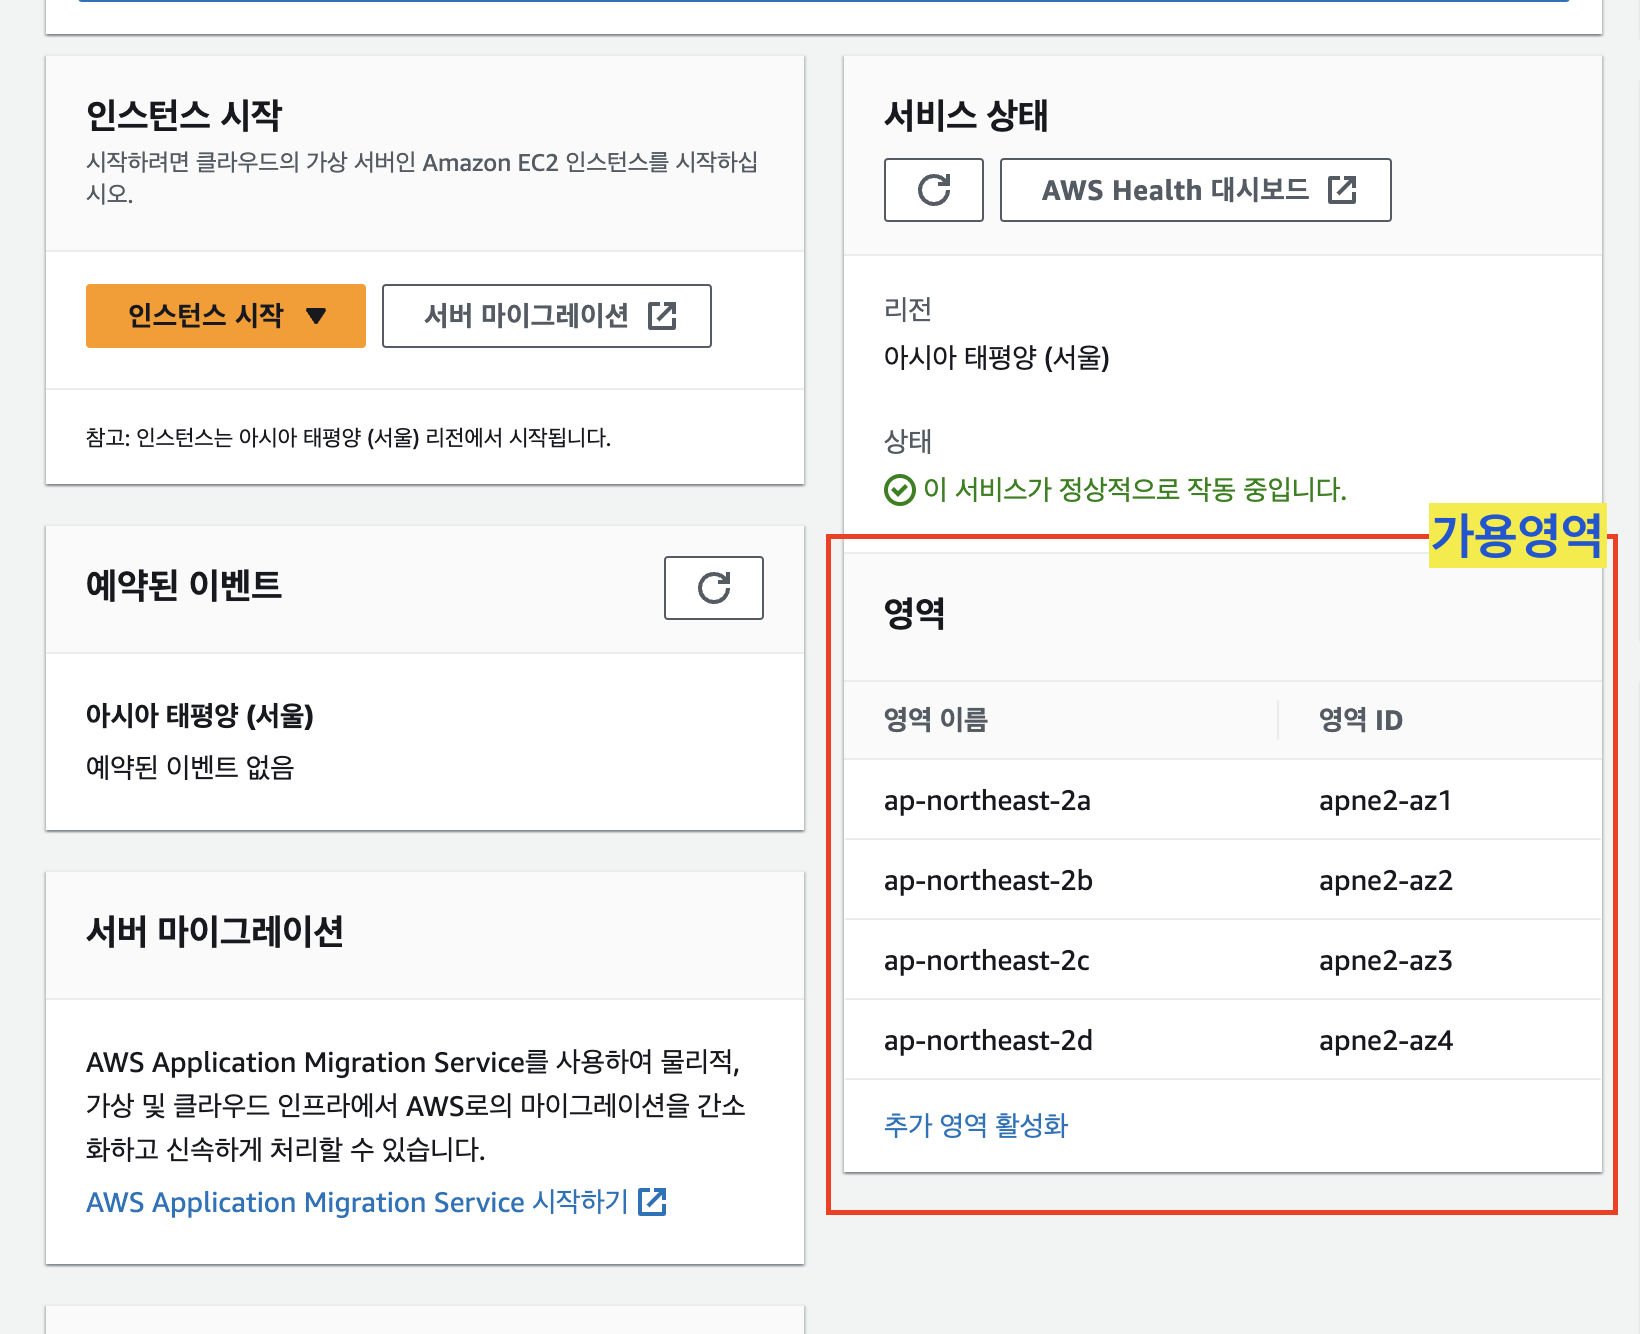 인스턴스 시작
시작하려면 클라우드의 가상 서버인 Amazon EC2 인스턴스를 시작하십
시오.
인스턴스 시작
서버 마이그레이션
참고: 인스턴스는 아시아 태평양 (서울) 리전에서 시작됩니다.
예약된 이벤트
아시아 태평양 (서울)
예약된 이벤트 없음
서버 마이그레이션
AWS Application Migration Service를 사용하여 물리적,
가상 및 클라우드 인프라에서 AWS로의 마이그레이션을 간소
화하고 신속하게 처리할 수 있습니다.
AWS Application Migration Service 시작하기
서비스 상태
AWS Health 대시보드
리전
아시아 태평양 (서울)
상태
이 서비스가 정상적으로 작동 중입니다.
가용영역
영역
영역 이름 영역 ID
ap-northeast-2a apne2-az1
ap-northeast-2b apne2-az2
ap-northeast-2c apne2-az3
ap-northeast-2d apne2-az4
추가 영역 활성화